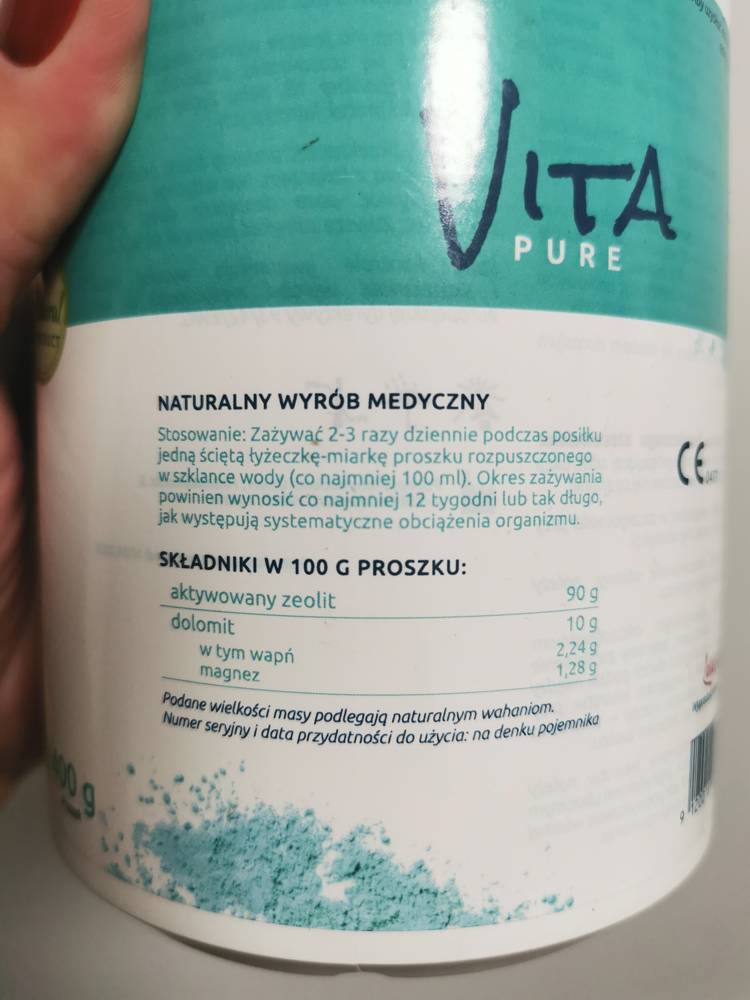 VITA
PURE
NATURALNY WYRÓB MEDYCZNY
Stosowanie: Zażywać 2-3 razy dziennie podczas posiłku
jedną ściętą łyżeczkę-miarkę proszku rozpuszczonego
w szklance wody (co najmniej 100 ml). Okres zażywania
powinien wynosić co najmniej 12 tygodni lub tak długo,
jak występują systematyczne obciążenia organizmu.
CE
SKŁADNIKI W 100 G PROSZKU:
aktywowany zeolit 90 g
dolomit 10 g
w tym wapń 2,24 g
magnez 1,28 g
Podane wielkości masy podlegają naturalnym wahaniom.
Numer seryjny i data przydatności do użycia: na denku pojemnika